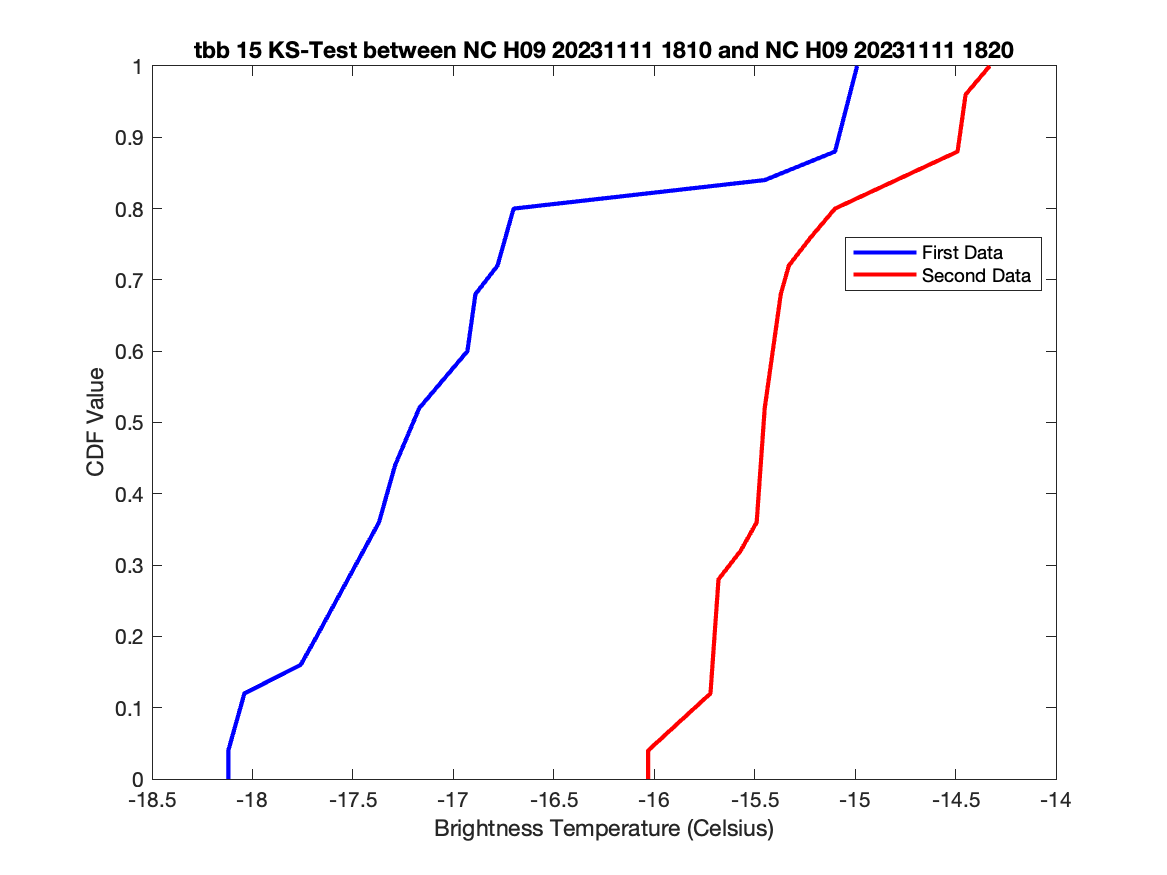 tbb 15 KS-Test between NC H09 20231111 1810 and NC H09 20231111 1820
1
0.9
0.8
0.7
0.6
0.5
0.4
0.3
0.2
0.1
0
CDF Value
First Data
Second Data
-18.5 -18 -17.5 -17 -16.5 -16 -15.5 -15 -14.5 -14
Brightness Temperature (Celsius)